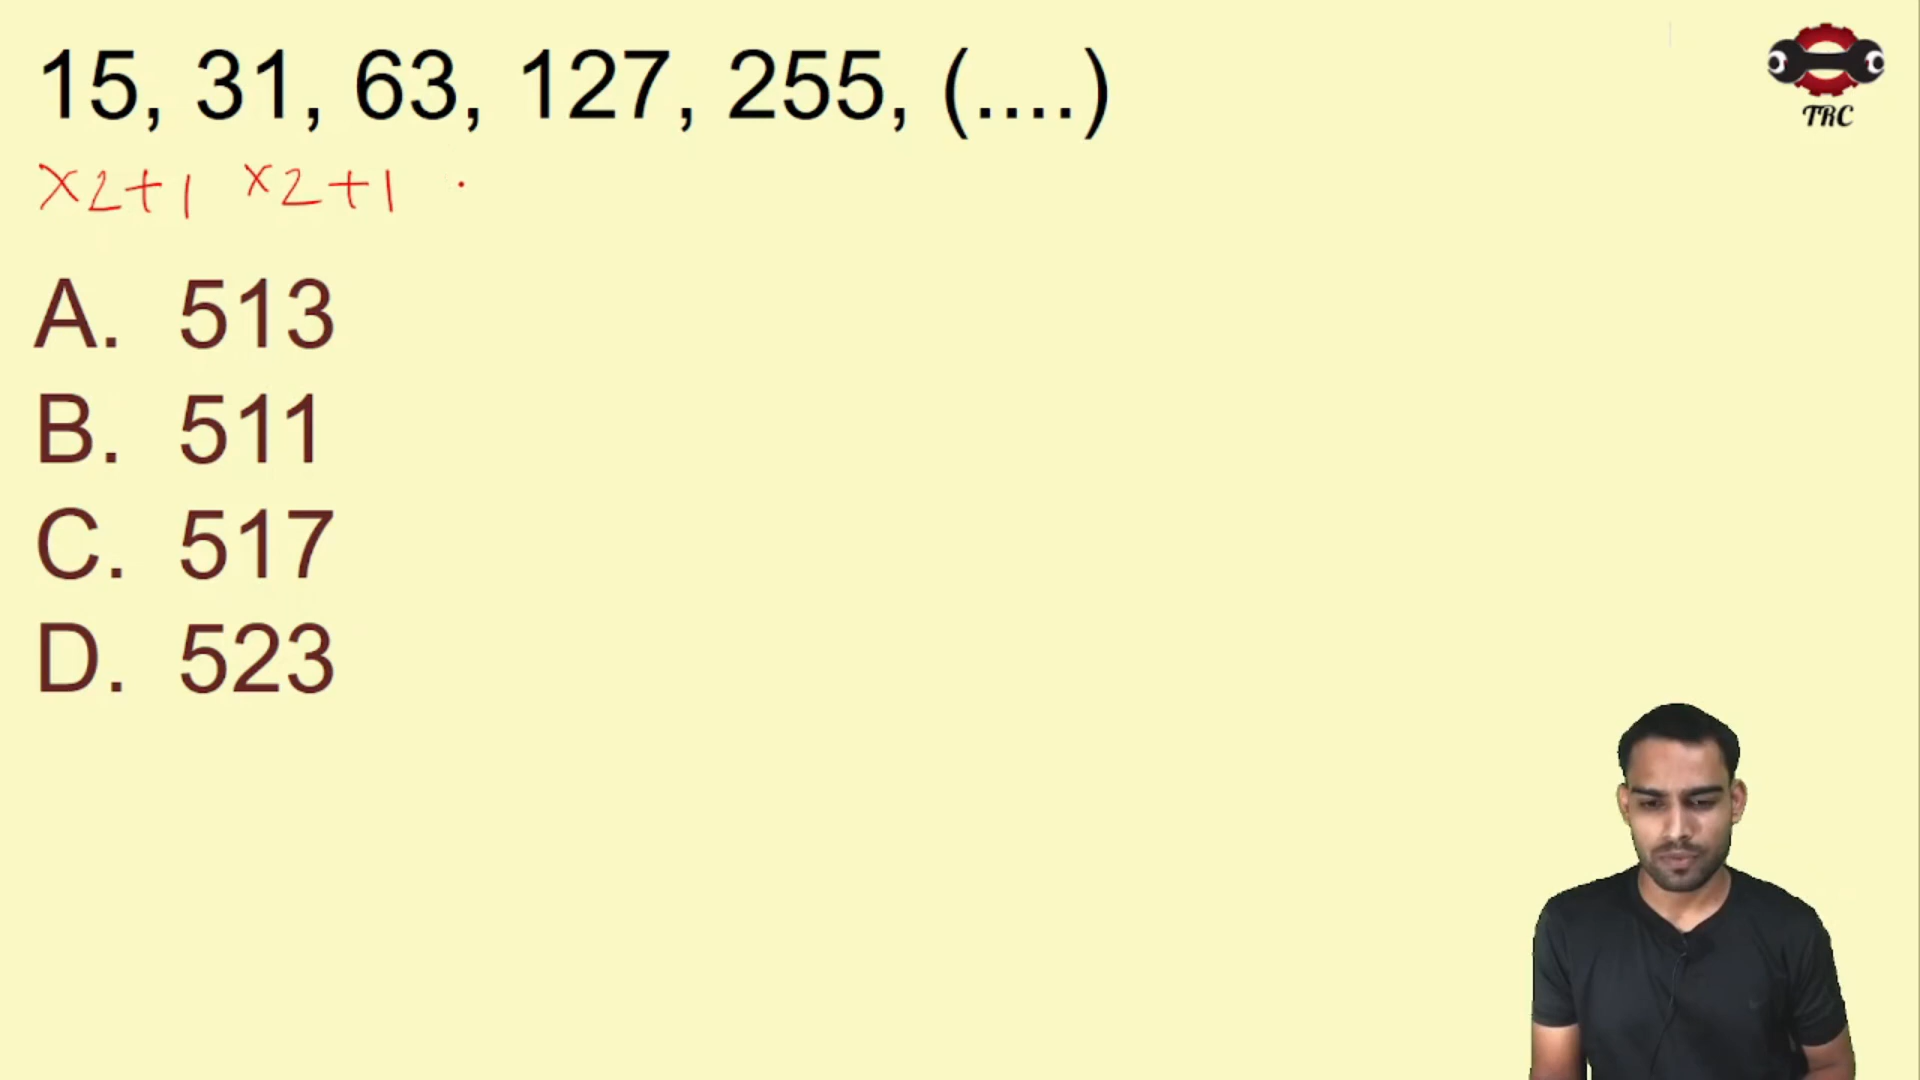 15, 31, 63, 127, 255, (....)
TRC
×2+1 ×2+1
A. 513
B. 511
C. 517
D. 523